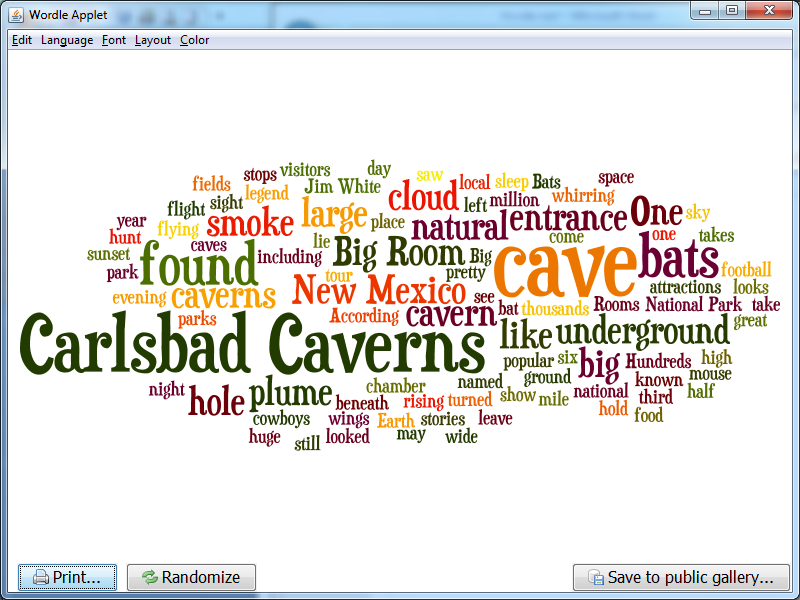 Wordle Applet
Edit Language Font Layout Color
stops visitors day saw local sleep Bats space
fields legend Jim White cloud left million whirring
flight sight large place natural entrance One sky
year flying smoke
hunt caves lie Big Room Big come one takes
sunset found including cave bats
park tour pretty football
evening caverns New Mexico see attractions looks
parks According cavern bat thousands Rooms National Park take
Carlsbad Caverns like underground great
popular six big Hundreds high
night chamber named ground known mouse
hole plume beneath rising turned show mile national third half
cowboys wings Earth stories leave hold food
huge still looked may wide
Print... Randomize Save to public gallery...